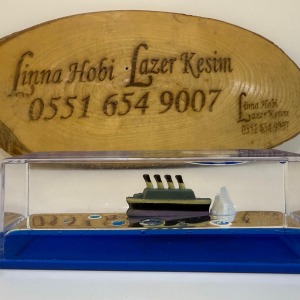 Linna Hobi · Lazer Kesim
0551 654 9007
Linna Hobi
Lazer Kesim
0551 654 9007